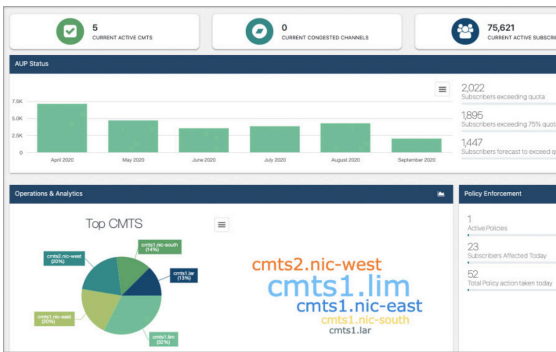 5
CURRENT ACTIVE CMTS
0
CURRENT CONGESTED CHANNELS
75,621
CURRENT ACTIVE SUBSCRI
AUP Status
7.5K
5.0K
2.5K
0
April 2020
May 2020
June 2020
July 2020
August 2020
September 2020
2,022
Subscribers exceeding quota
1,895
Subscribers exceeding 75% quot
1,447
Subscribers forecast to exceed q
Operations & Analytics
Top CMTS
cmts1.nic-south
(14%)
cmts2.nic-west
(20%)
cmts1.lar
(13%)
(20%)
cmts1.lim
cmts2.nic-west
cmts1.lim
cmts1.nic-east
cmts1.nic-south
cmts1.lar
Policy Enforcement
1
Active Policies
23
Subscribers Affected Today
52
Total Policy action taken today